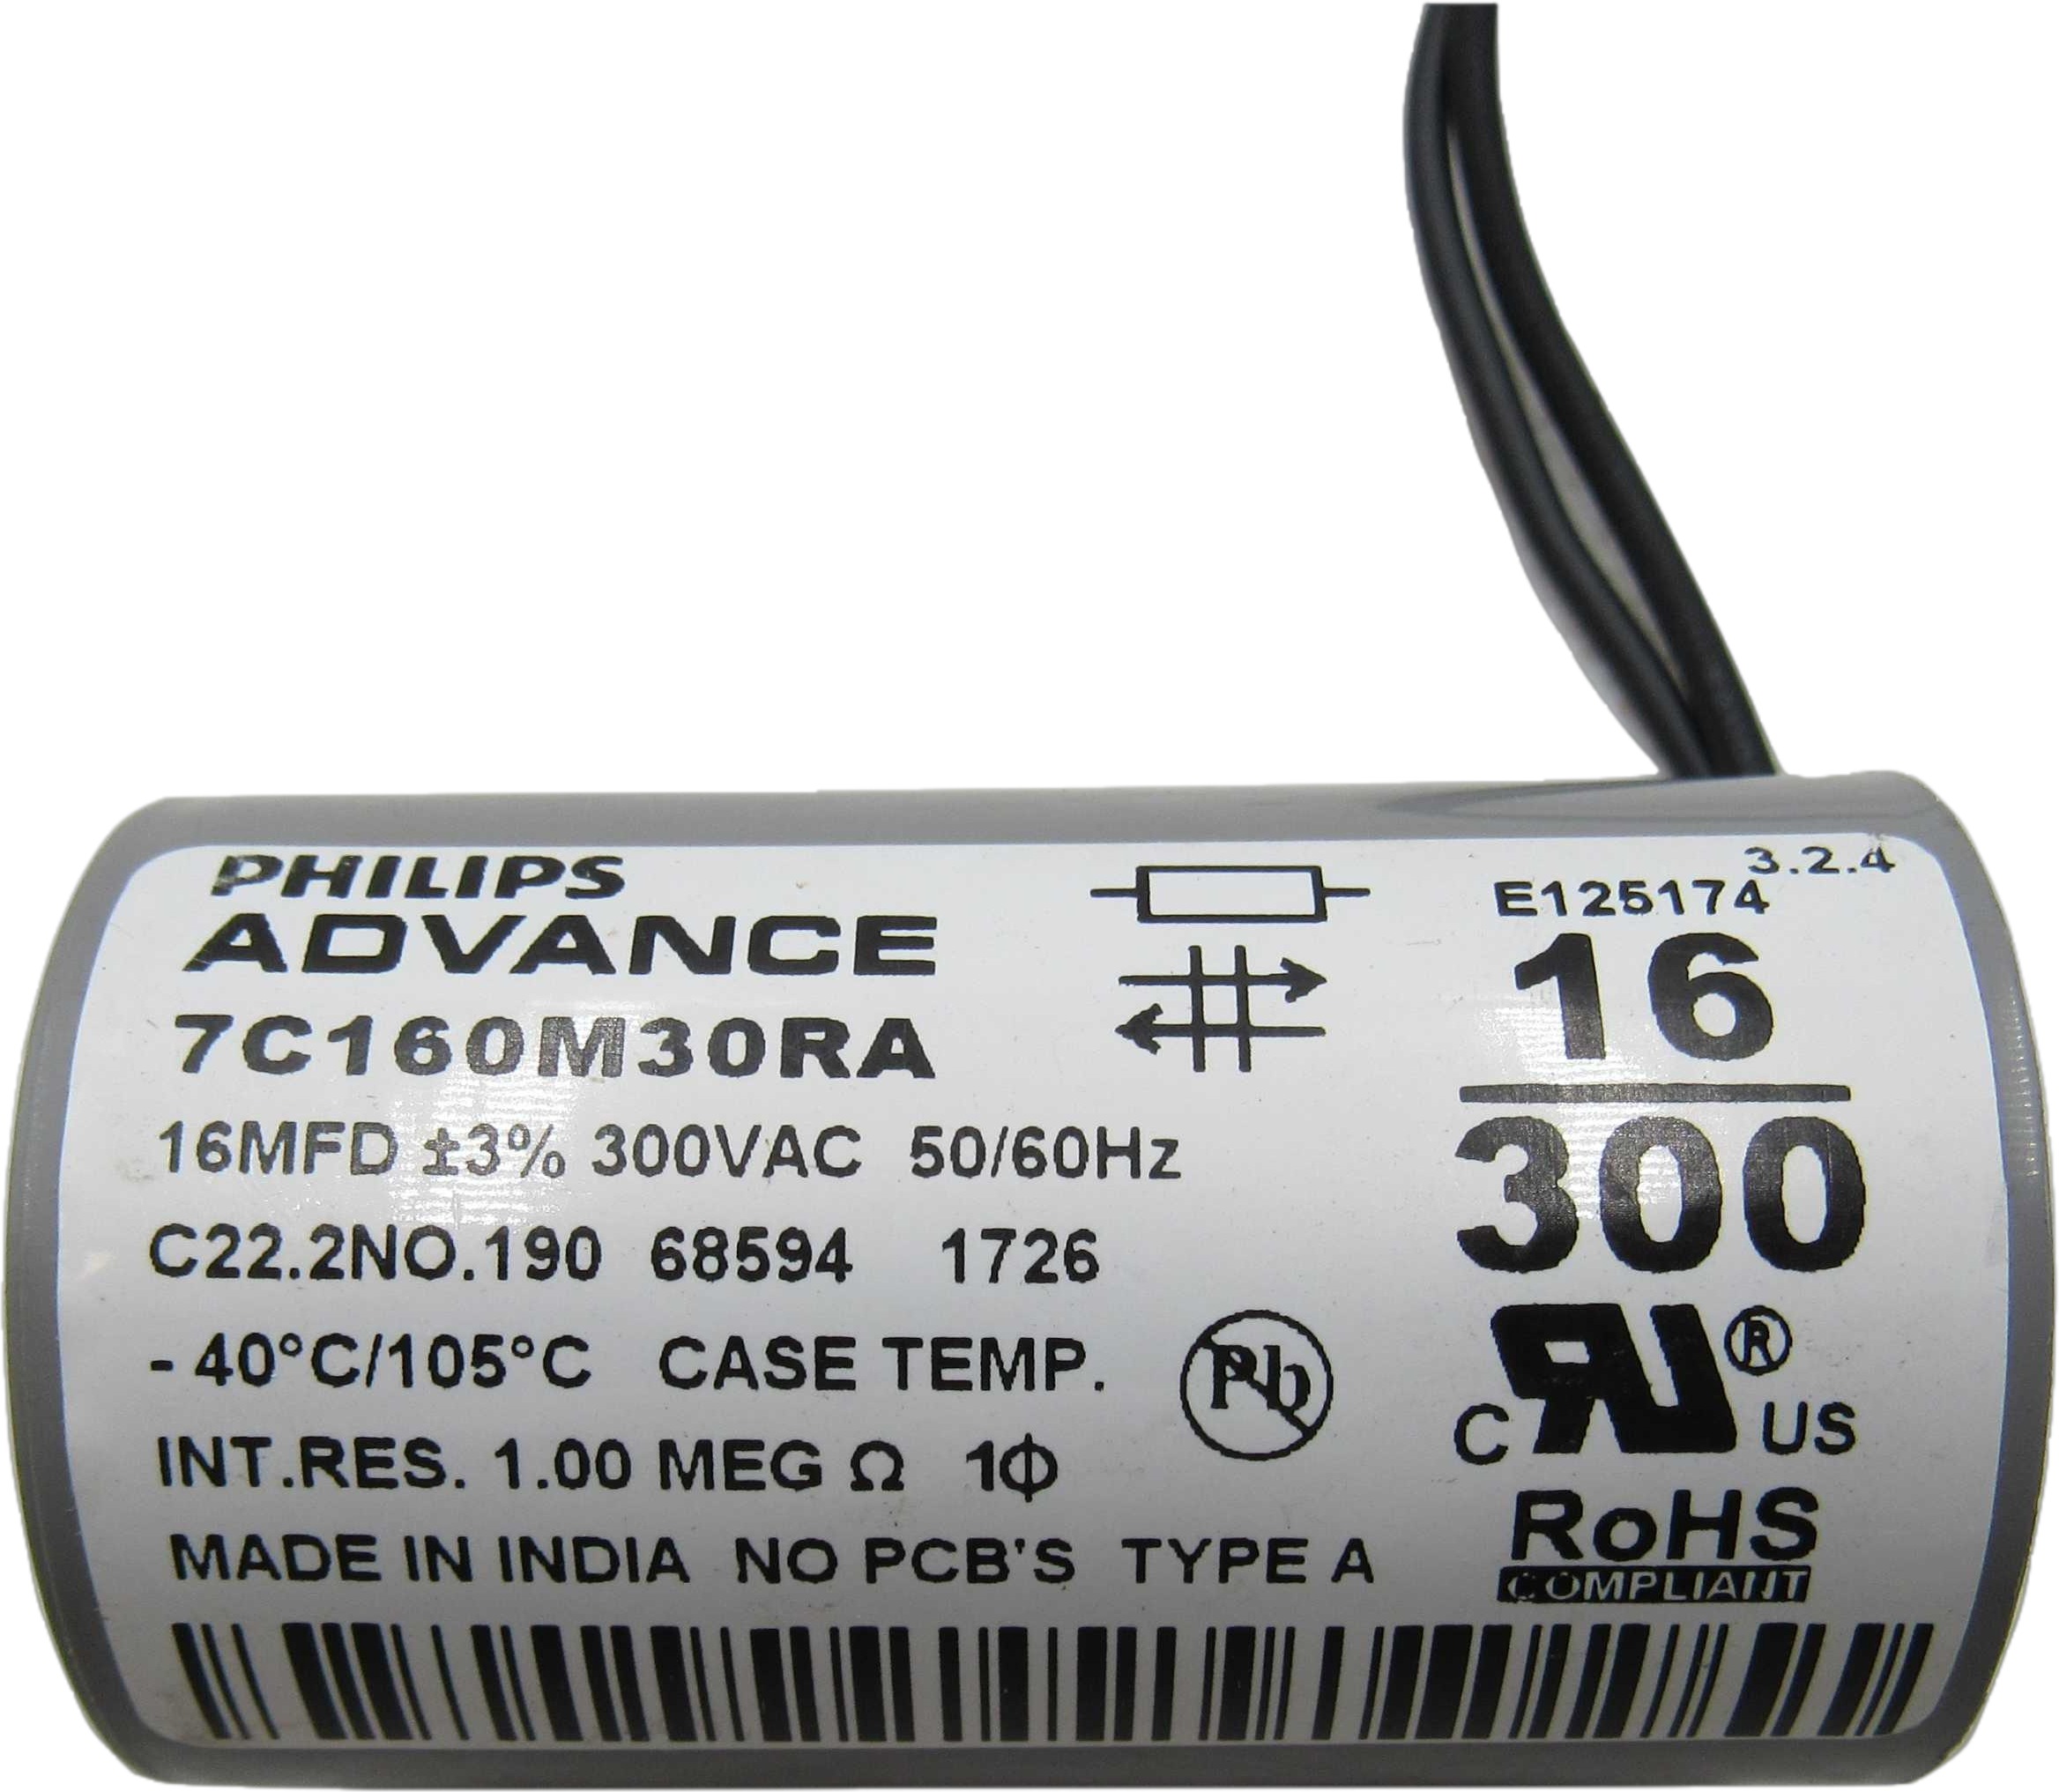 PHILIPS
ADVANCE
7C160M30RA
16MFD ±3% 300VAC 50/60Hz
C22.2NO.190 68594 1726
- 40°C/105°C CASE TEMP.
INT.RES. 1.00 MEG Ω 1Φ
MADE IN INDIA NO PCB'S TYPE A
Pb
3.2.4
E125174
16
300
C RU® US
RoHS
COMPLIANT